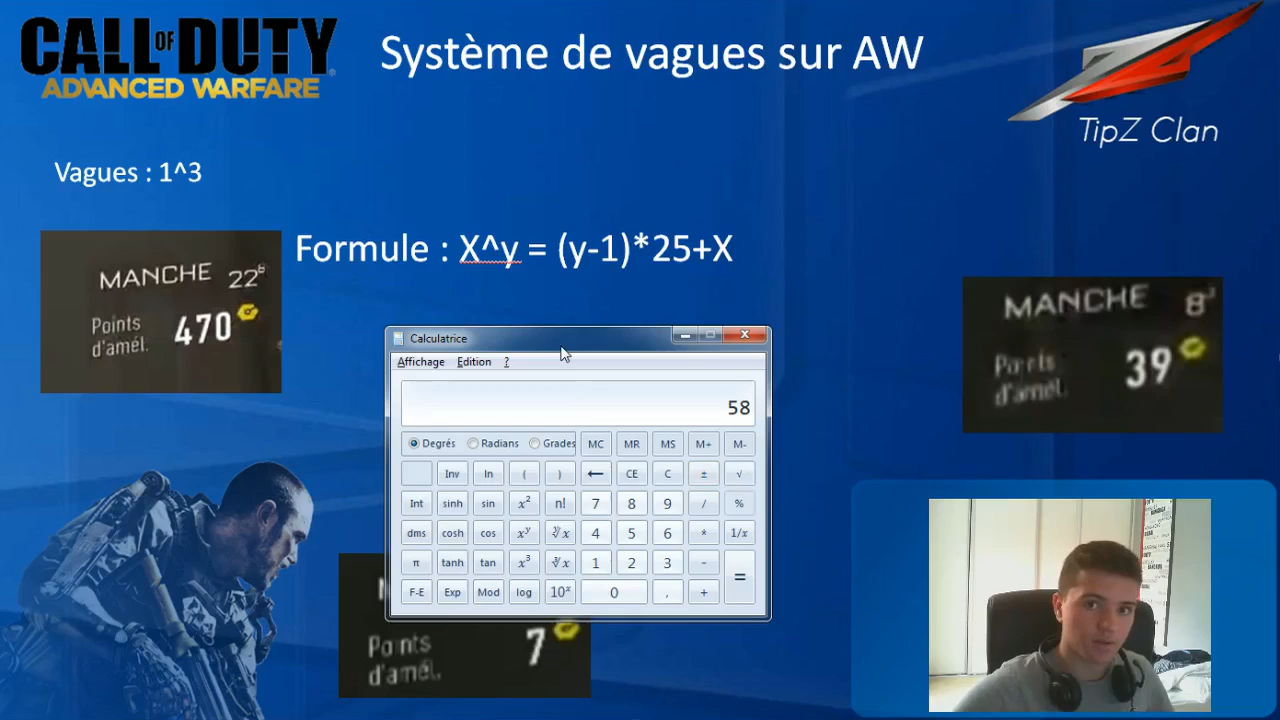 CALL OF DUTY
ADVANCED WARFARE
Système de vagues sur AW
TipZ Clan
Vagues : 1^3
Formule : X^y = (y-1)*25+X
MANCHE 22⁸
Points
d'amél. 470
MANCHE 8³
Points
d'amél. 39
Calculatrice
Affichage Edition ?
58
Degrés Radians Grades MC MR MS M+ M-
Inv ln ( ) ← CE C ± √
Int sinh sin x² n! 7 8 9 / %
dms cosh cos xʸ ʸ√x 4 5 6 * 1/x
π tanh tan x³ ³√x 1 2 3 - =
F-E Exp Mod log 10ˣ 0 , +
Points
d'amél. 7